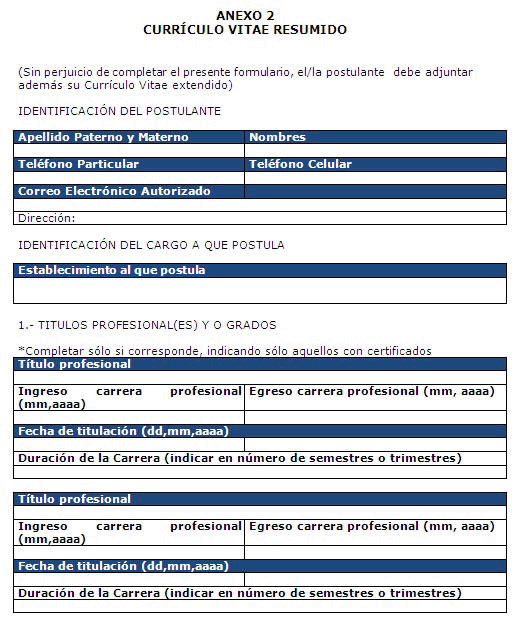 ANEXO 2
CURRÍCULO VITAE RESUMIDO
(Sin perjuicio de completar el presente formulario, el/la postulante debe adjuntar
además su Currículo Vitae extendido)
IDENTIFICACIÓN DEL POSTULANTE
Apellido Paterno y Materno Nombres
Teléfono Particular Teléfono Celular
Correo Electrónico Autorizado
Dirección:
IDENTIFICACIÓN DEL CARGO A QUE POSTULA
Establecimiento al que postula
1.- TITULOS PROFESIONAL(ES) Y O GRADOS
*Completar sólo si corresponde, indicando sólo aquellos con certificados
Título profesional
Ingreso carrera profesional Egreso carrera profesional (mm, aaaa)
(mm,aaaa)
Fecha de titulación (dd,mm,aaaa)
Duración de la Carrera (indicar en número de semestres o trimestres)
Título profesional
Ingreso carrera profesional Egreso carrera profesional (mm, aaaa)
(mm,aaaa)
Fecha de titulación (dd,mm,aaaa)
Duración de la Carrera (indicar en número de semestres o trimestres)